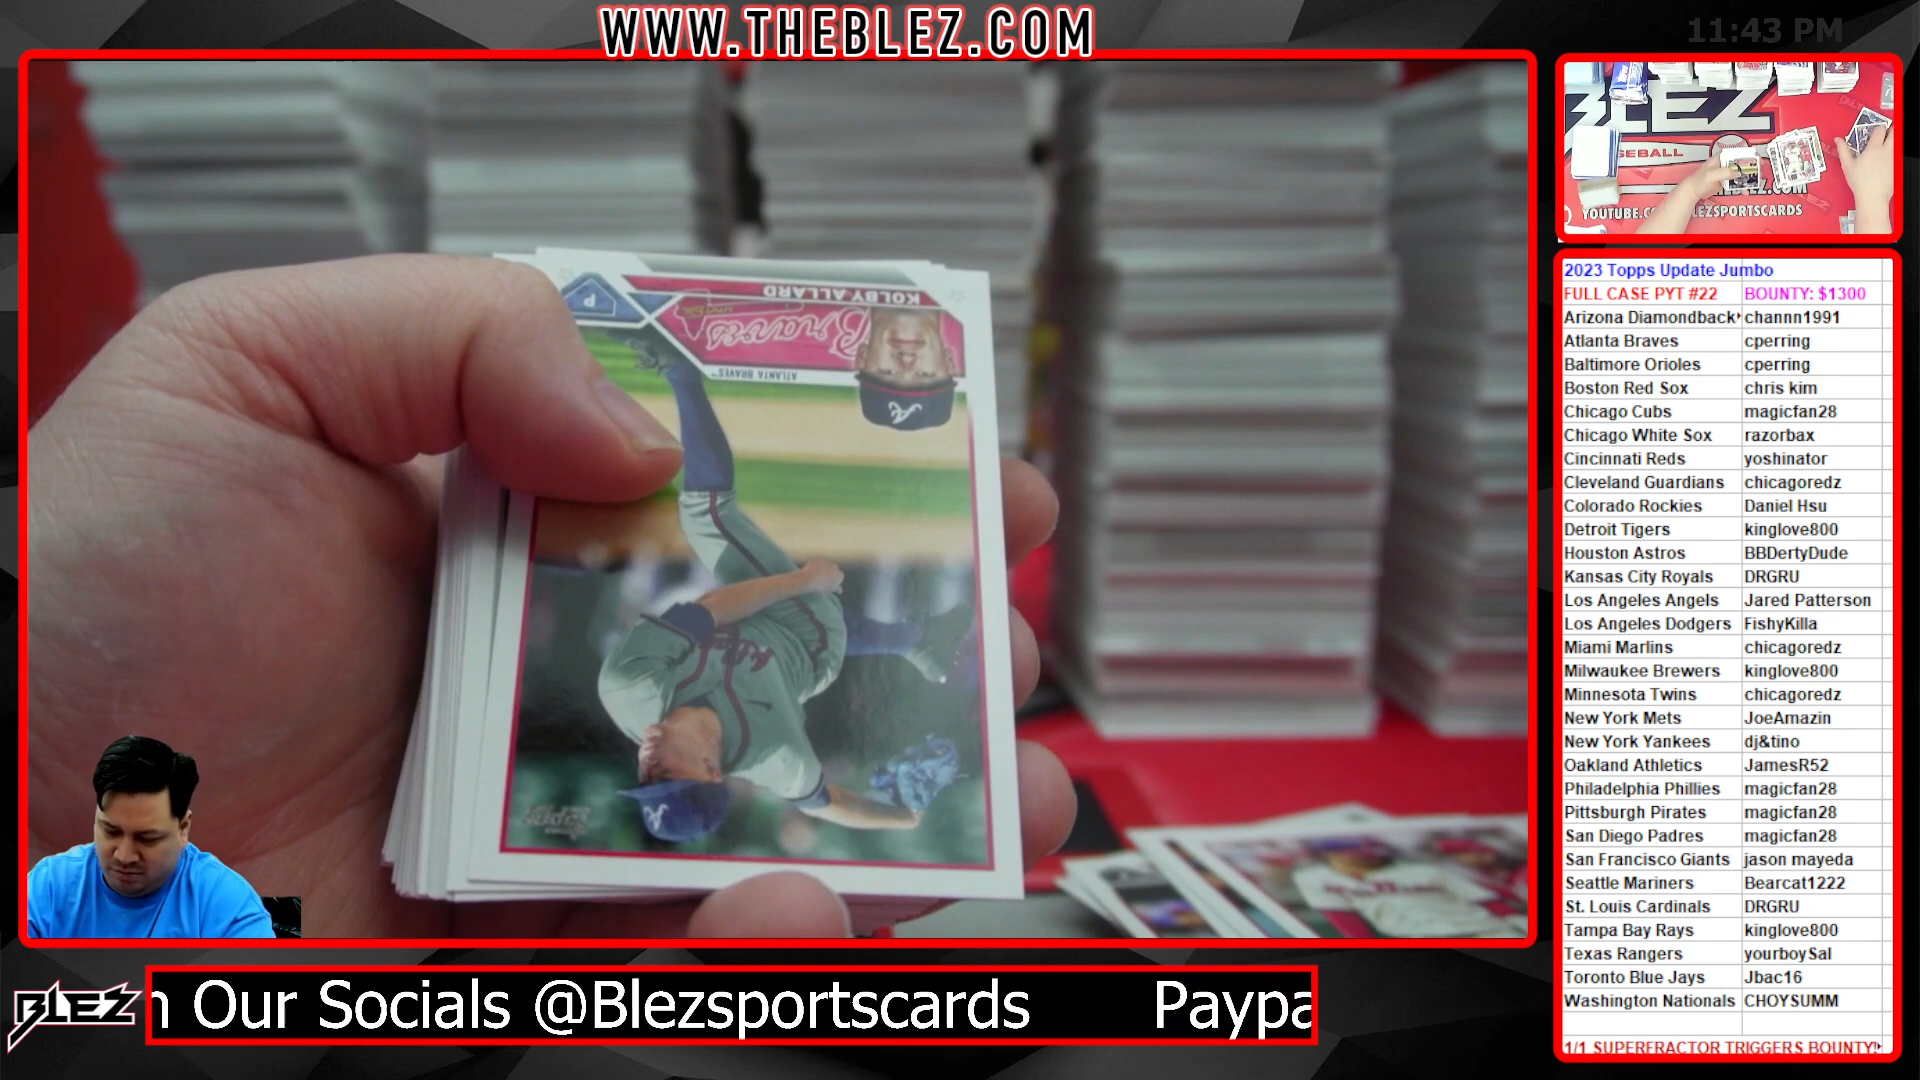 WWW.THEBLEZ.COM
11:43 PM
KOLBY ALLARD
P
Braves
ATLANTA BRAVES
A
BLEZ
SEBALL
YOUTUBE.C
LEZSPORTSCARDS
2023 Topps Update Jumbo
FULL CASE PYT #22 BOUNTY: $1300
Arizona Diamondback channn1991
Atlanta Braves cperring
Baltimore Orioles cperring
Boston Red Sox chris kim
Chicago Cubs magicfan28
Chicago White Sox razorbax
Cincinnati Reds yoshinator
Cleveland Guardians chicagoredz
Colorado Rockies Daniel Hsu
Detroit Tigers kinglove800
Houston Astros BBDertyDude
Kansas City Royals DRGRU
Los Angeles Angels Jared Patterson
Los Angeles Dodgers FishyKilla
Miami Marlins chicagoredz
Milwaukee Brewers kinglove800
Minnesota Twins chicagoredz
New York Mets JoeAmazin
New York Yankees dj&tino
Oakland Athletics JamesR52
Philadelphia Phillies magicfan28
Pittsburgh Pirates magicfan28
San Diego Padres magicfan28
San Francisco Giants jason mayeda
Seattle Mariners Bearcat1222
St. Louis Cardinals DRGRU
Tampa Bay Rays kinglove800
Texas Rangers yourboySal
Toronto Blue Jays Jbac16
Washington Nationals CHOYSUMM
1/1 SUPERFRACTOR TRIGGERS BOUNTY!
BLEZ
n Our Socials @Blezsportscards Paypa